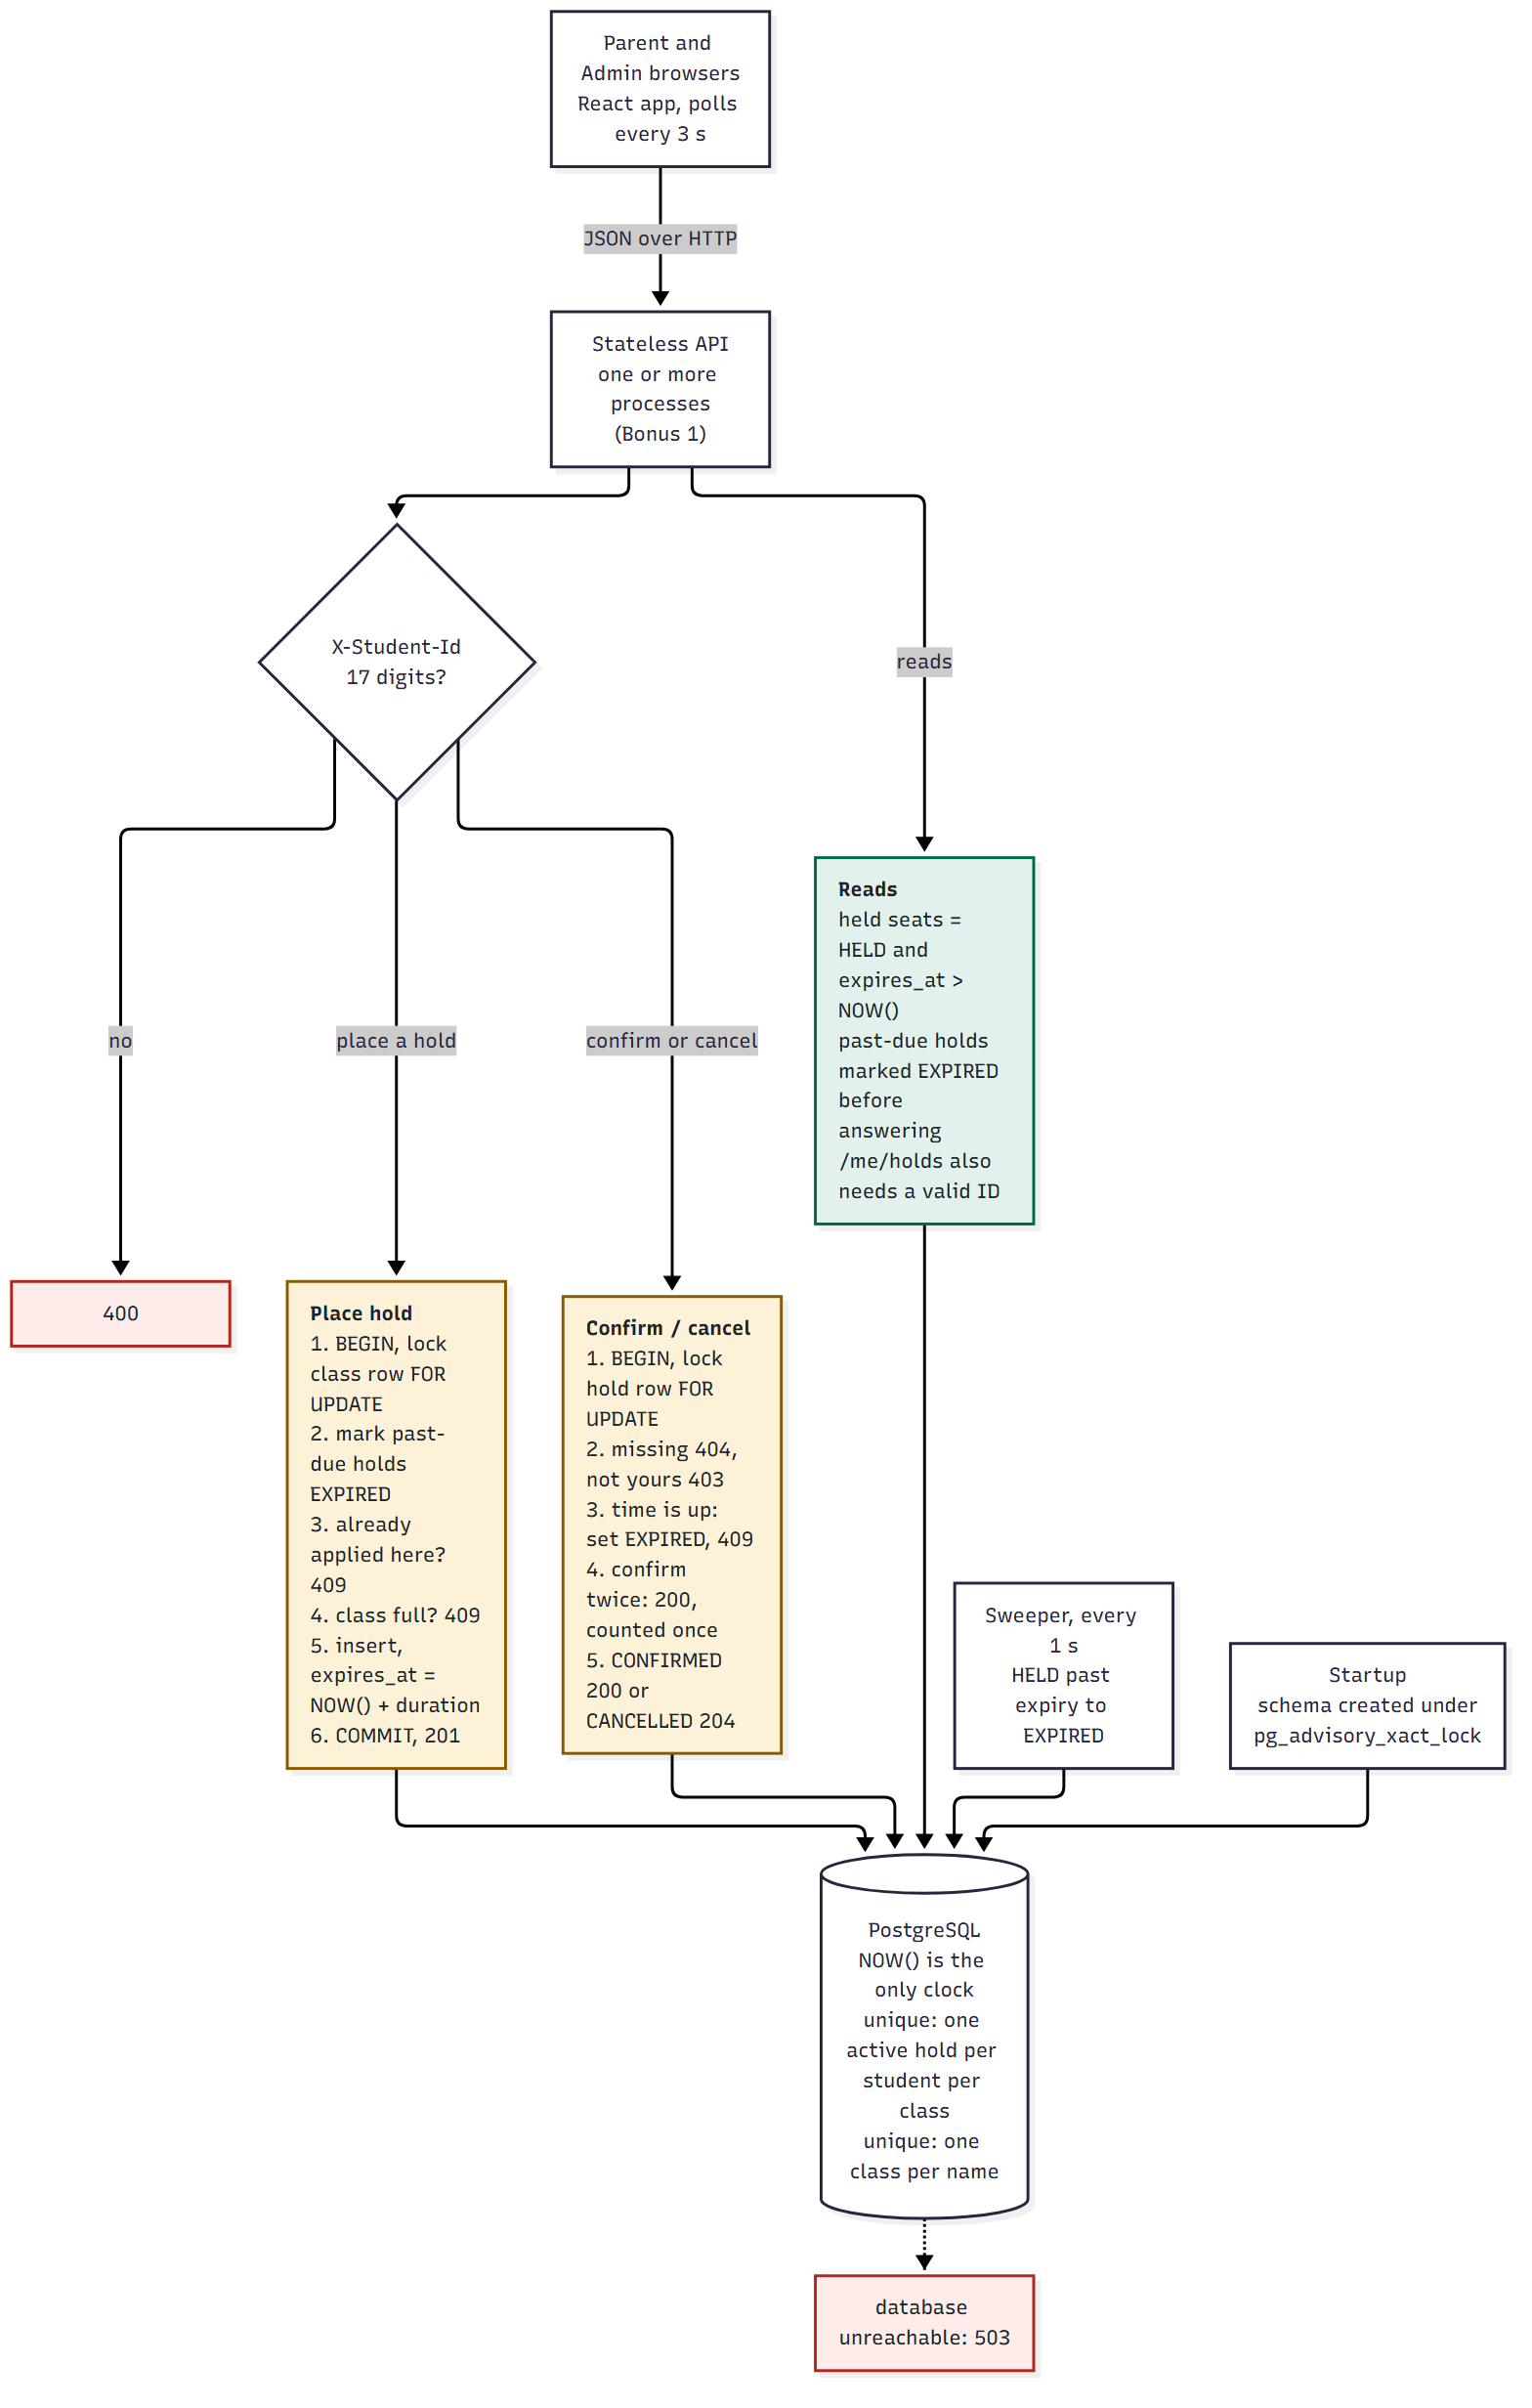 Parent and
Admin browsers
React app, polls
every 3 s
JSON over HTTP
Stateless API
one or more
processes
(Bonus 1)
X-Student-Id
17 digits?
reads
no
place a hold
confirm or cancel
Reads
held seats =
HELD and
expires_at >
NOW()
past-due holds
marked EXPIRED
before
answering
/me/holds also
needs a valid ID
400
Place hold
1. BEGIN, lock
class row FOR
UPDATE
2. mark past-
due holds
EXPIRED
3. already
applied here?
409
4. class full? 409
5. insert,
expires_at =
NOW() + duration
6. COMMIT, 201
Confirm / cancel
1. BEGIN, lock
hold row FOR
UPDATE
2. missing 404,
not yours 403
3. time is up:
set EXPIRED, 409
4. confirm
twice: 200,
counted once
5. CONFIRMED
200 or
CANCELLED 204
Sweeper, every
1 s
HELD past
expiry to
EXPIRED
Startup
schema created under
pg_advisory_xact_lock
PostgreSQL
NOW() is the
only clock
unique: one
active hold per
student per
class
unique: one
class per name
database
unreachable: 503